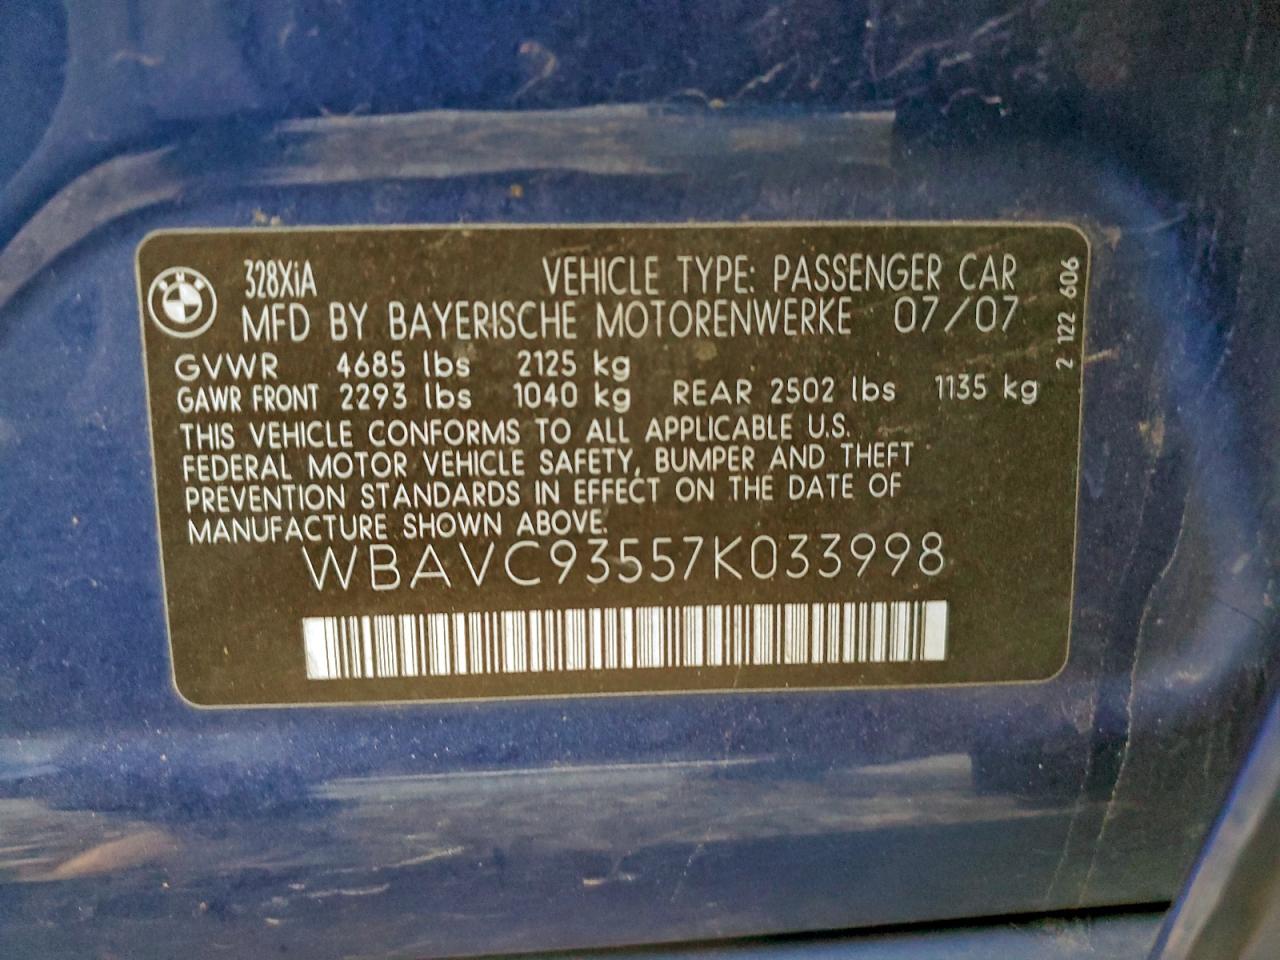 328XiA VEHICLE TYPE: PASSENGER CAR
MFD BY BAYERISCHE MOTORENWERKE 07/07
GVWR 4685 lbs 2125 kg
GAWR FRONT 2293 lbs 1040 kg REAR 2502 lbs 1135 kg
THIS VEHICLE CONFORMS TO ALL APPLICABLE U.S.
FEDERAL MOTOR VEHICLE SAFETY, BUMPER AND THEFT
PREVENTION STANDARDS IN EFFECT ON THE DATE OF
MANUFACTURE SHOWN ABOVE.
WBAVC93557K033998
2 122 606